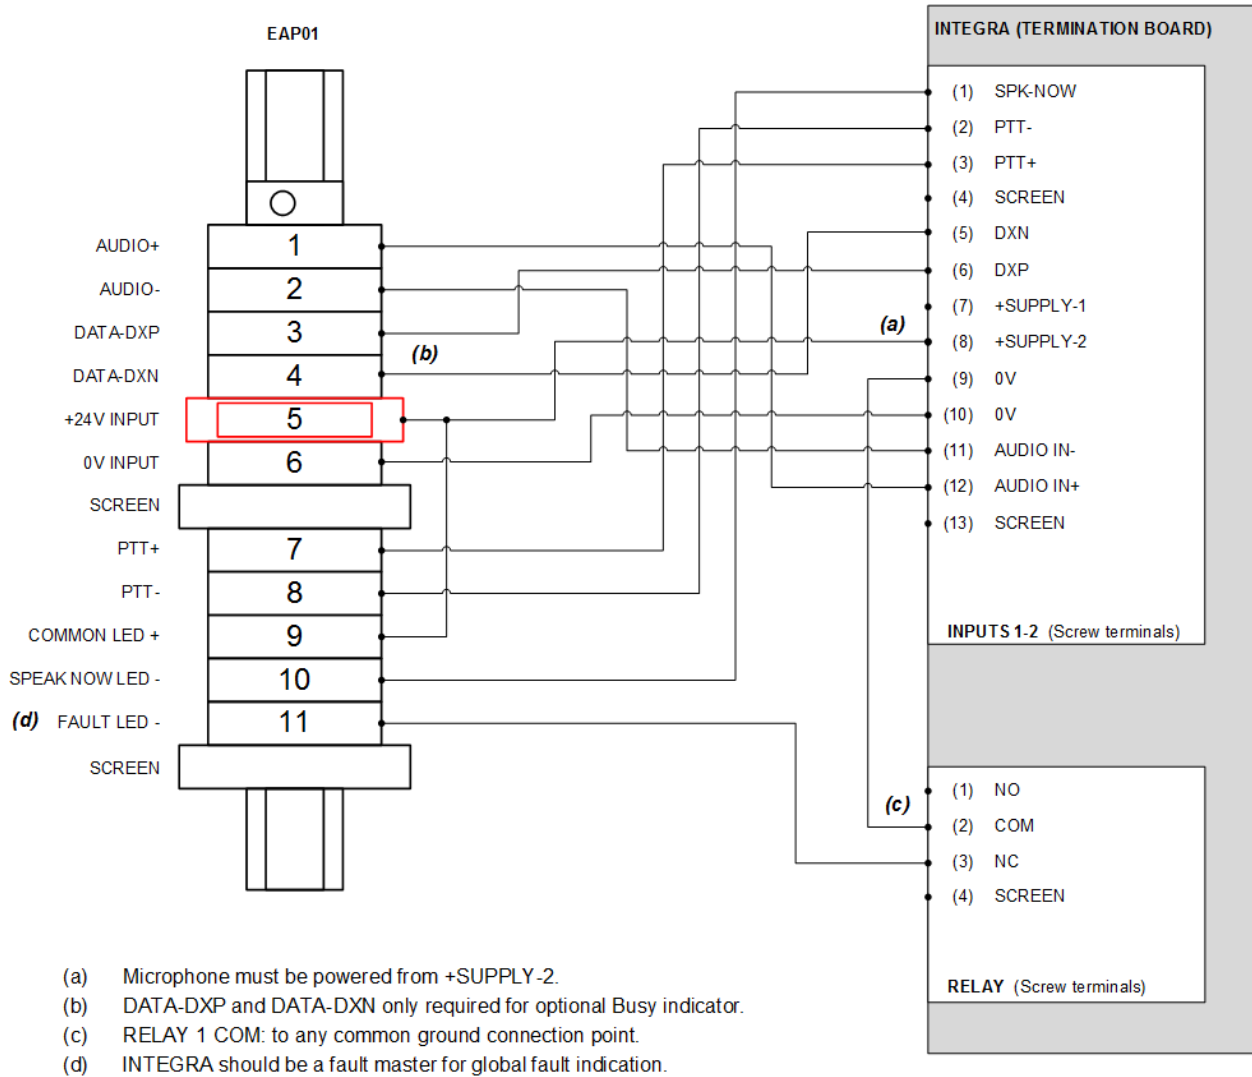 EAP01
INTEGRA (TERMINATION BOARD)
AUDIO+ 1
AUDIO- 2
DATA-DXP 3
DATA-DXN 4
+24V INPUT 5
0V INPUT 6
SCREEN
PTT+ 7
PTT- 8
COMMON LED + 9
SPEAK NOW LED - 10
(d) FAULT LED - 11
SCREEN
(b)
(a)
(c)
(1) SPK-NOW
(2) PTT-
(3) PTT+
(4) SCREEN
(5) DXN
(6) DXP
(7) +SUPPLY-1
(8) +SUPPLY-2
(9) 0V
(10) 0V
(11) AUDIO IN-
(12) AUDIO IN+
(13) SCREEN
INPUTS 1-2 (Screw terminals)
(1) NO
(2) COM
(3) NC
(4) SCREEN
RELAY (Screw terminals)
(a) Microphone must be powered from +SUPPLY-2.
(b) DATA-DXP and DATA-DXN only required for optional Busy indicator.
(c) RELAY 1 COM: to any common ground connection point.
(d) INTEGRA should be a fault master for global fault indication.